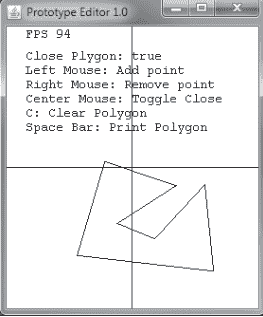 Prototype Editor 1.0
FPS 94
Close Plygon: true
Left Mouse: Add point
Right Mouse: Remove point
Center Mouse: Toggle Close
C: Clear Polygon
Space Bar: Print Polygon